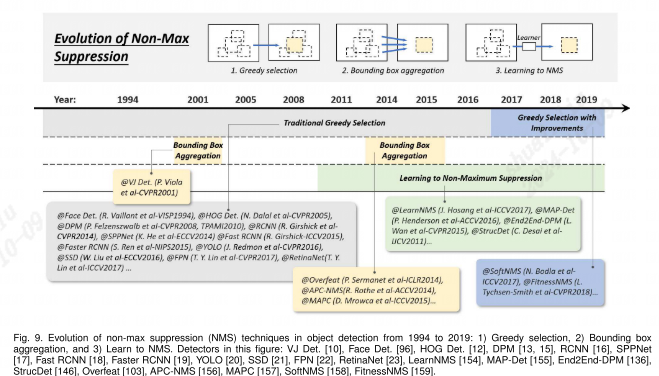 Evolution of Non-Max
Suppression
Learner
1. Greedy selection
2. Bounding box aggregation
3. Learning to NMS
Year: 1994 2001 2005 2008 2011 2014 2015 2016 2017 2018 2019
Traditional Greedy Selection
Greedy Selection with
Improvements
Bounding Box
Aggregation
Bounding Box
Aggregation
Learning to Non-Maximum Suppression
@VJ Det. (P. Viola
et al-CVPR2001)
@Face Det. (R. Vaillant et al-VISP1994), @HOG Det. (N. Dalal et al-CVPR2005),
@DPM (P. Felzenszwalb et al-CVPR2008, TPAMI2010), @RCNN (R. Girshick et al-
CVPR2014), @SPPNet (K. He et al-ECCV2014) @Fast RCNN (R. Girshick-ICCV2015),
@Faster RCNN (S. Ren et al-NIPS2015), @YOLO (J. Redmon et al-CVPR2016),
@SSD (W. Liu et al-ECCV2016), @FPN (T. Y. Lin et al-CVPR2017), @RetinaNet(T. Y.
Lin et al-ICCV2017) ...
@LearnNMS (J. Hosang et al-ICCV2017), @MAP-Det
(P. Henderson et al-ACCV2016), @End2End-DPM (L.
Wan et al-CVPR2015), @StrucDet (C. Desai et al-
IJCV2011)...
@Overfeat (P. Sermanet et al-ICLR2014),
@APC-NMS(R. Rothe et al-ACCV2014),
@MAPC (D. Mrowca et al-ICCV2015)...
@SoftNMS (N. Bodla et al-
ICCV2017), @FitnessNMS (L.
Tychsen-Smith et al-CVPR2018)...
Fig. 9. Evolution of non-max suppression (NMS) techniques in object detection from 1994 to 2019: 1) Greedy selection, 2) Bounding box
aggregation, and 3) Learn to NMS. Detectors in this figure: VJ Det. [10], Face Det. [96], HOG Det. [12], DPM [13, 15], RCNN [16], SPPNet
[17], Fast RCNN [18], Faster RCNN [19], YOLO [20], SSD [21], FPN [22], RetinaNet [23], LearnNMS [154], MAP-Det [155], End2End-DPM [136],
StrucDet [146], Overfeat [103], APC-NMS [156], MAPC [157], SoftNMS [158], FitnessNMS [159].